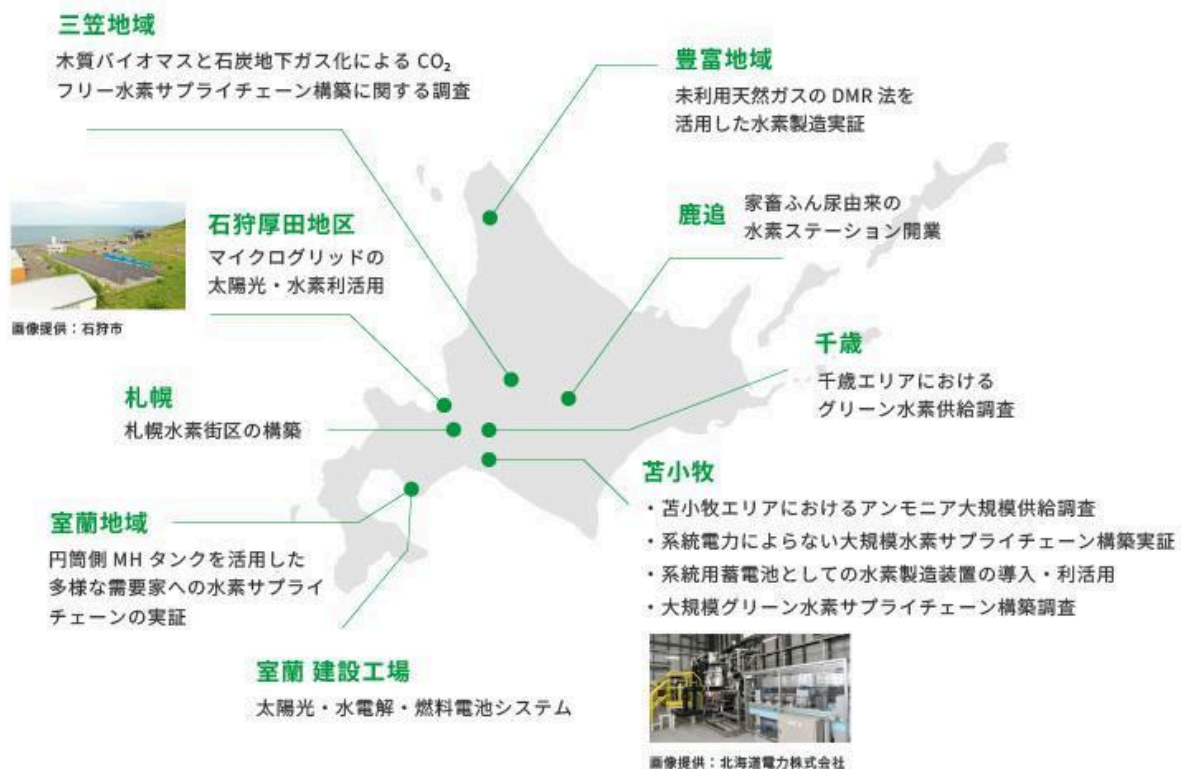 三笠地域
木質バイオマスと石炭地下ガス化による CO₂
フリー水素サプライチェーン構築に関する調査
豊富地域
未利用天然ガスの DMR 法を
活用した水素製造実証
石狩厚田地区
マイクログリッドの
太陽光・水素利活用
画像提供：石狩市
鹿追
家畜ふん尿由来の
水素ステーション開業
千歳
千歳エリアにおける
グリーン水素供給調査
札幌
札幌水素街区の構築
苫小牧
・苫小牧エリアにおけるアンモニア大規模供給調査
・系統電力によらない大規模水素サプライチェーン構築実証
・系統用蓄電池としての水素製造装置の導入・利活用
・大規模グリーン水素サプライチェーン構築調査
画像提供：北海道電力株式会社
室蘭地域
円筒側 MH タンクを活用した
多様な需要家への水素サプライ
チェーンの実証
室蘭 建設工場
太陽光・水電解・燃料電池システム